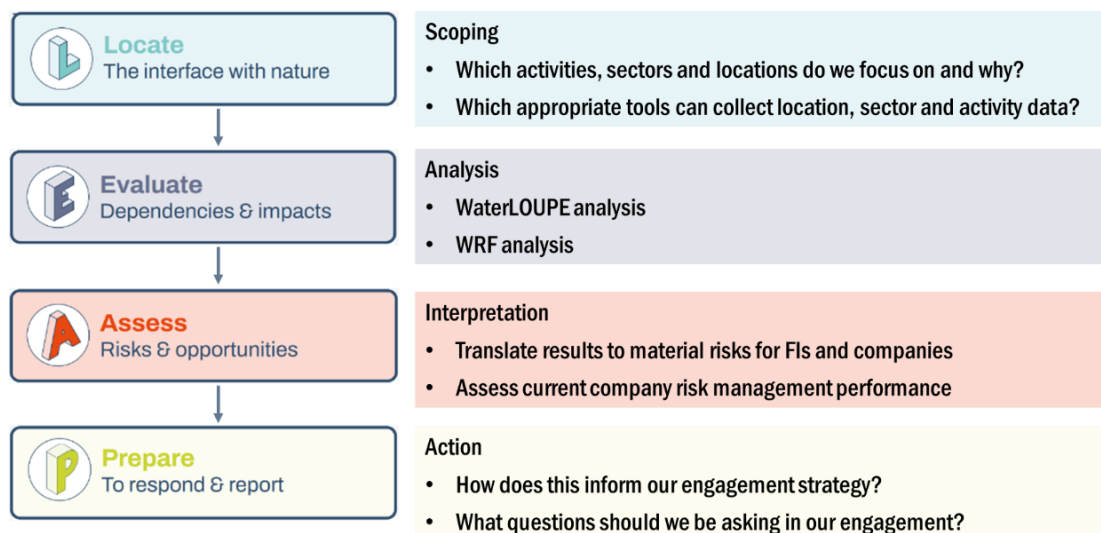 L
Locate
The interface with nature
Scoping
• Which activities, sectors and locations do we focus on and why?
• Which appropriate tools can collect location, sector and activity data?
E
Evaluate
Dependencies & impacts
Analysis
• WaterLOUPE analysis
• WRF analysis
A
Assess
Risks & opportunities
Interpretation
• Translate results to material risks for FIs and companies
• Assess current company risk management performance
P
Prepare
To respond & report
Action
• How does this inform our engagement strategy?
• What questions should we be asking in our engagement?